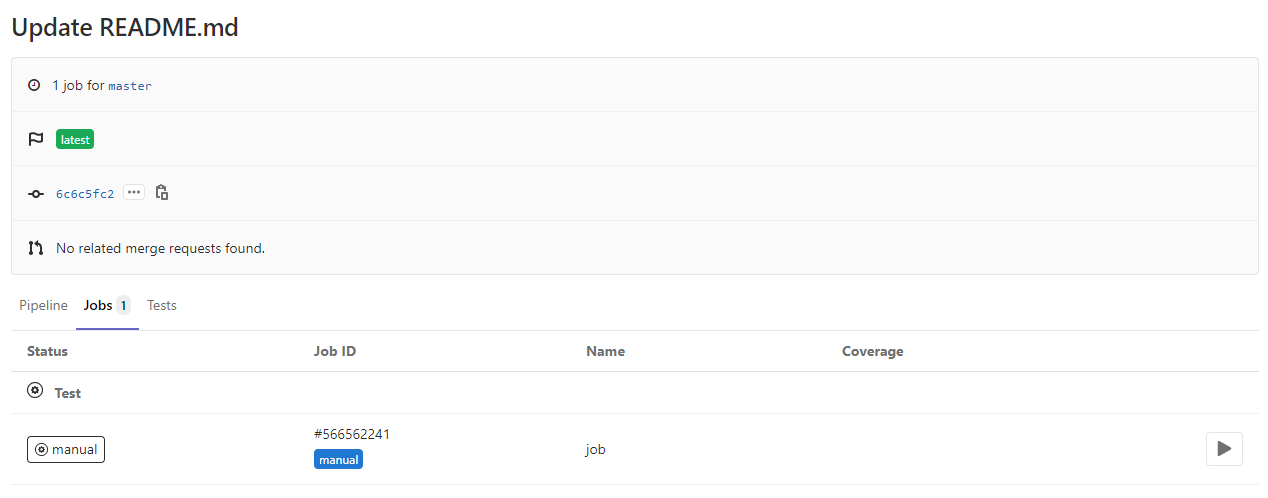 Update README.md
1 job for master
latest
6c6c5fc2
No related merge requests found.
Pipeline Jobs 1 Tests
Status Job ID Name Coverage
Test
#566562241
manual manual job